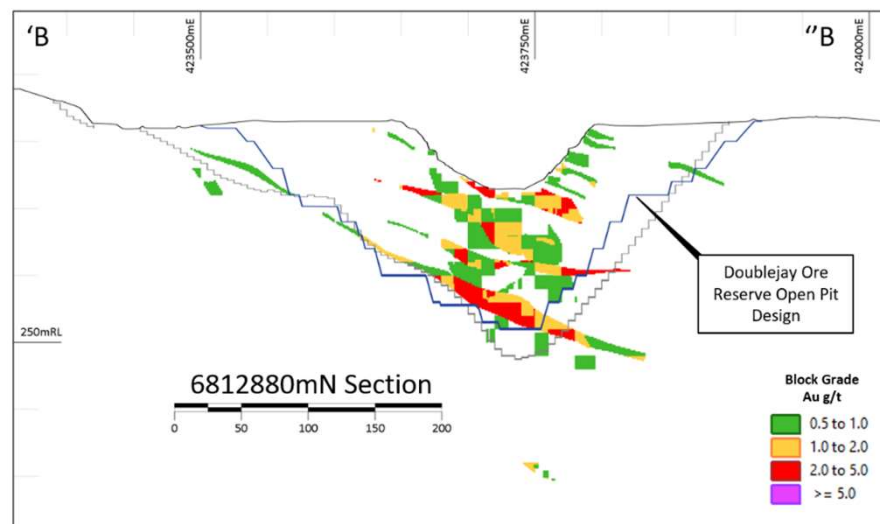 ‘B
423500mE
423750mE
424000mE
‘’B
Doublejay Ore
Reserve Open Pit
Design
250mRL
6812880mN Section
0 50 100 150 200
Block Grade
Au g/t
0.5 to 1.0
1.0 to 2.0
2.0 to 5.0
>= 5.0